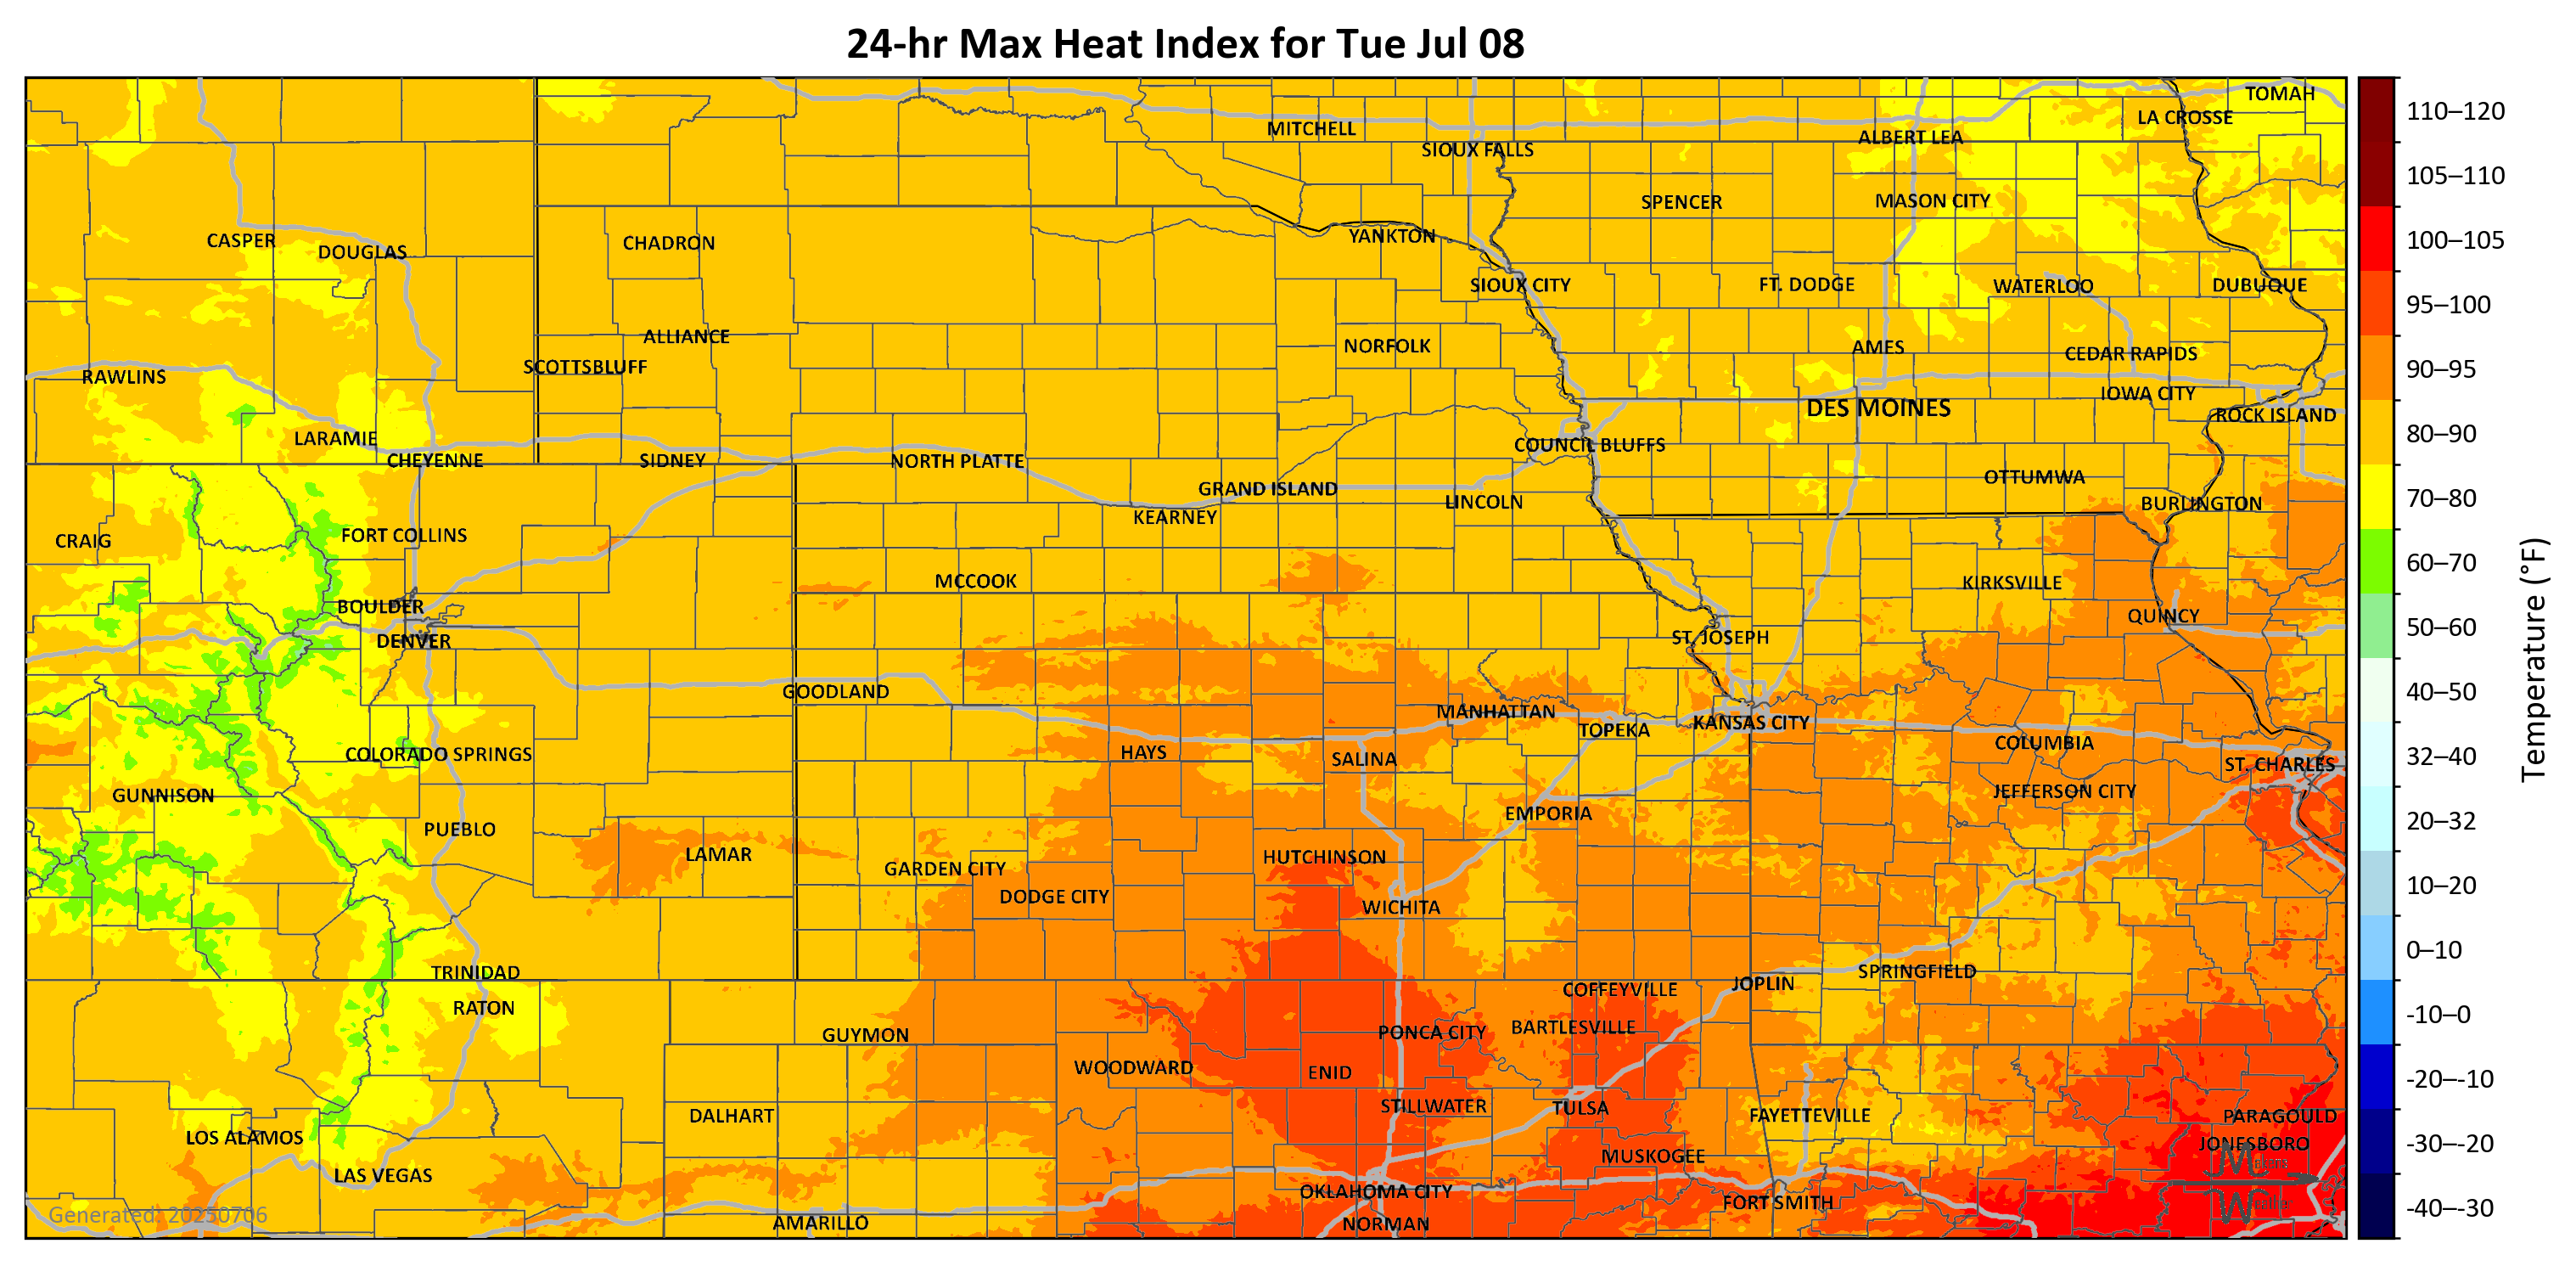 24-hr Max Heat Index for Tue Jul 08
TOMAH
LA CROSSE
MITCHELL
ALBERT LEA
SIOUX FALLS
SPENCER
MASON CITY
YANKTON
CASPER
CHADRON
DOUGLAS
SIOUX CITY
FT. DODGE
WATERLOO
DUBUQUE
ALLIANCE
NORFOLK
AMES
CEDAR RAPIDS
SCOTTSBLUFF
RAWLINS
IOWA CITY
DES MOINES
ROCK ISLAND
LARAMIE
COUNCIL BLUFFS
CHEYENNE
SIDNEY
NORTH PLATTE
OTTUMWA
GRAND ISLAND
LINCOLN
BURLINGTON
KEARNEY
FORT COLLINS
CRAIG
MCCOOK
KIRKSVILLE
BOULDER
QUINCY
ST. JOSEPH
DENVER
GOODLAND
MANHATTAN
KANSAS CITY
TOPEKA
COLUMBIA
COLORADO SPRINGS
HAYS
SALINA
ST. CHARLES
JEFFERSON CITY
GUNNISON
EMPORIA
PUEBLO
LAMAR
HUTCHINSON
GARDEN CITY
DODGE CITY
WICHITA
TRINIDAD
SPRINGFIELD
JOPLIN
COFFEYVILLE
RATON
BARTLESVILLE
PONCA CITY
GUYMON
WOODWARD
ENID
STILLWATER
TULSA
DALHART
FAYETTEVILLE
PARAGOULD
LOS ALAMOS
JONESBORO
MUSKOGEE
LAS VEGAS
OKLAHOMA CITY
FORT SMITH
AMARILLO
NORMAN
Generated: 20250706
110–120
105–110
100–105
95–100
90–95
80–90
70–80
60–70
50–60
40–50
32–40
20–32
10–20
0–10
-10–0
-20–-10
-30–-20
-40–-30
Temperature (°F)